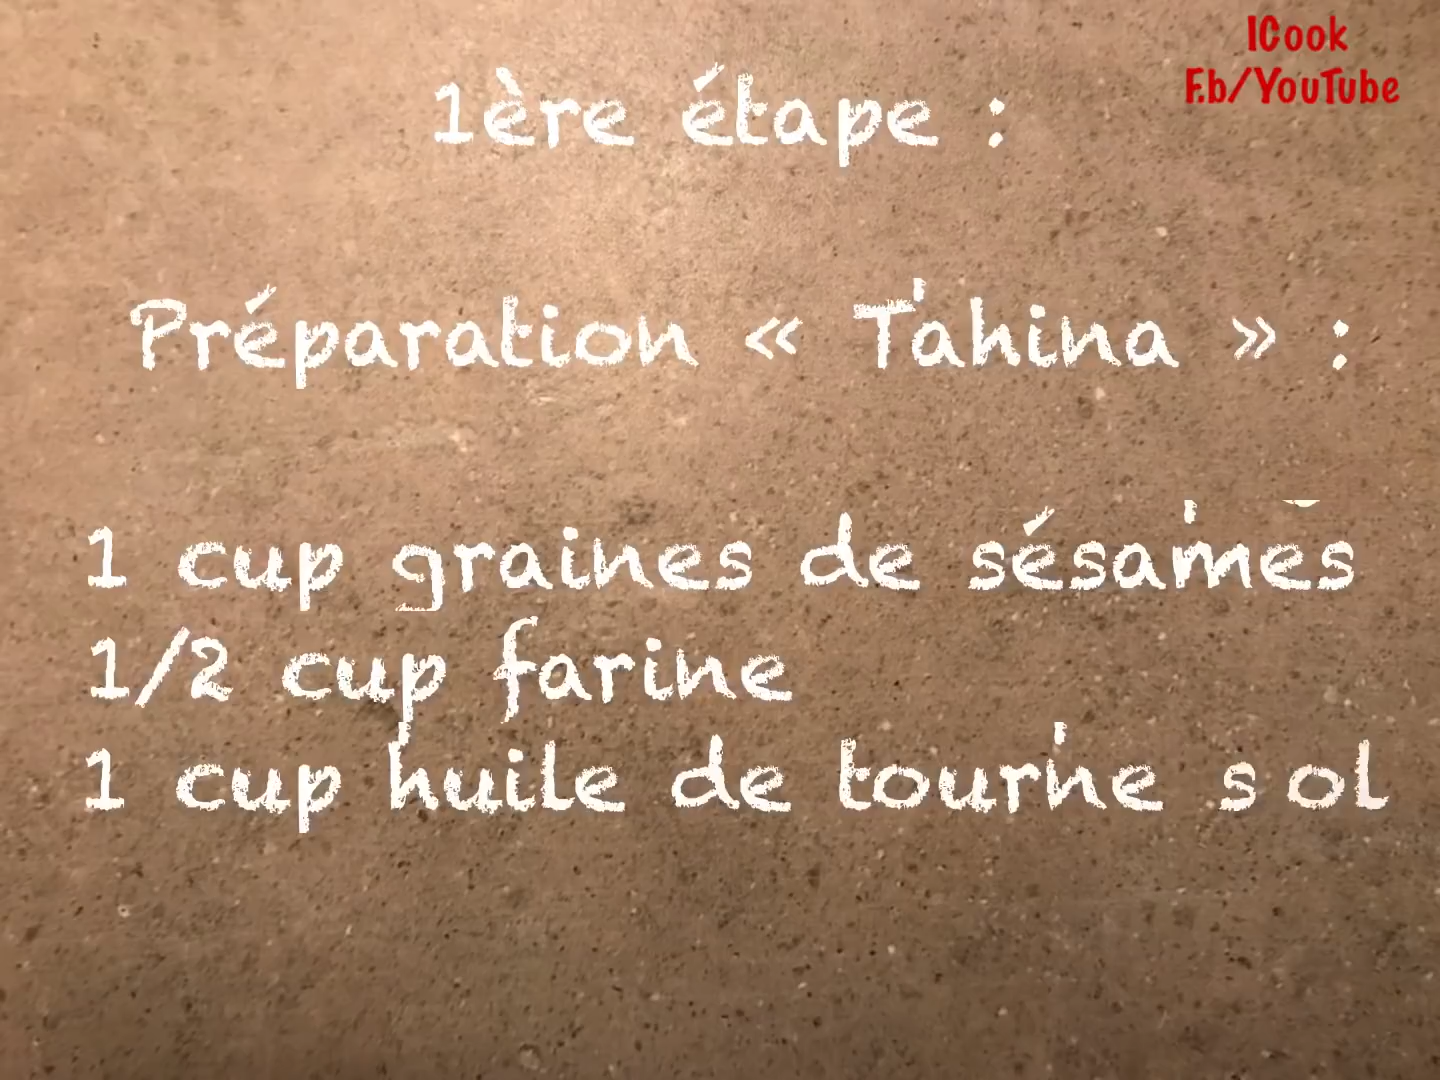 ICook
F.b/YouTube
1ère étape :
Préparation « Tahina » :
1 cup graines de sésames
1/2 cup farine
1 cup huile de tourne sol